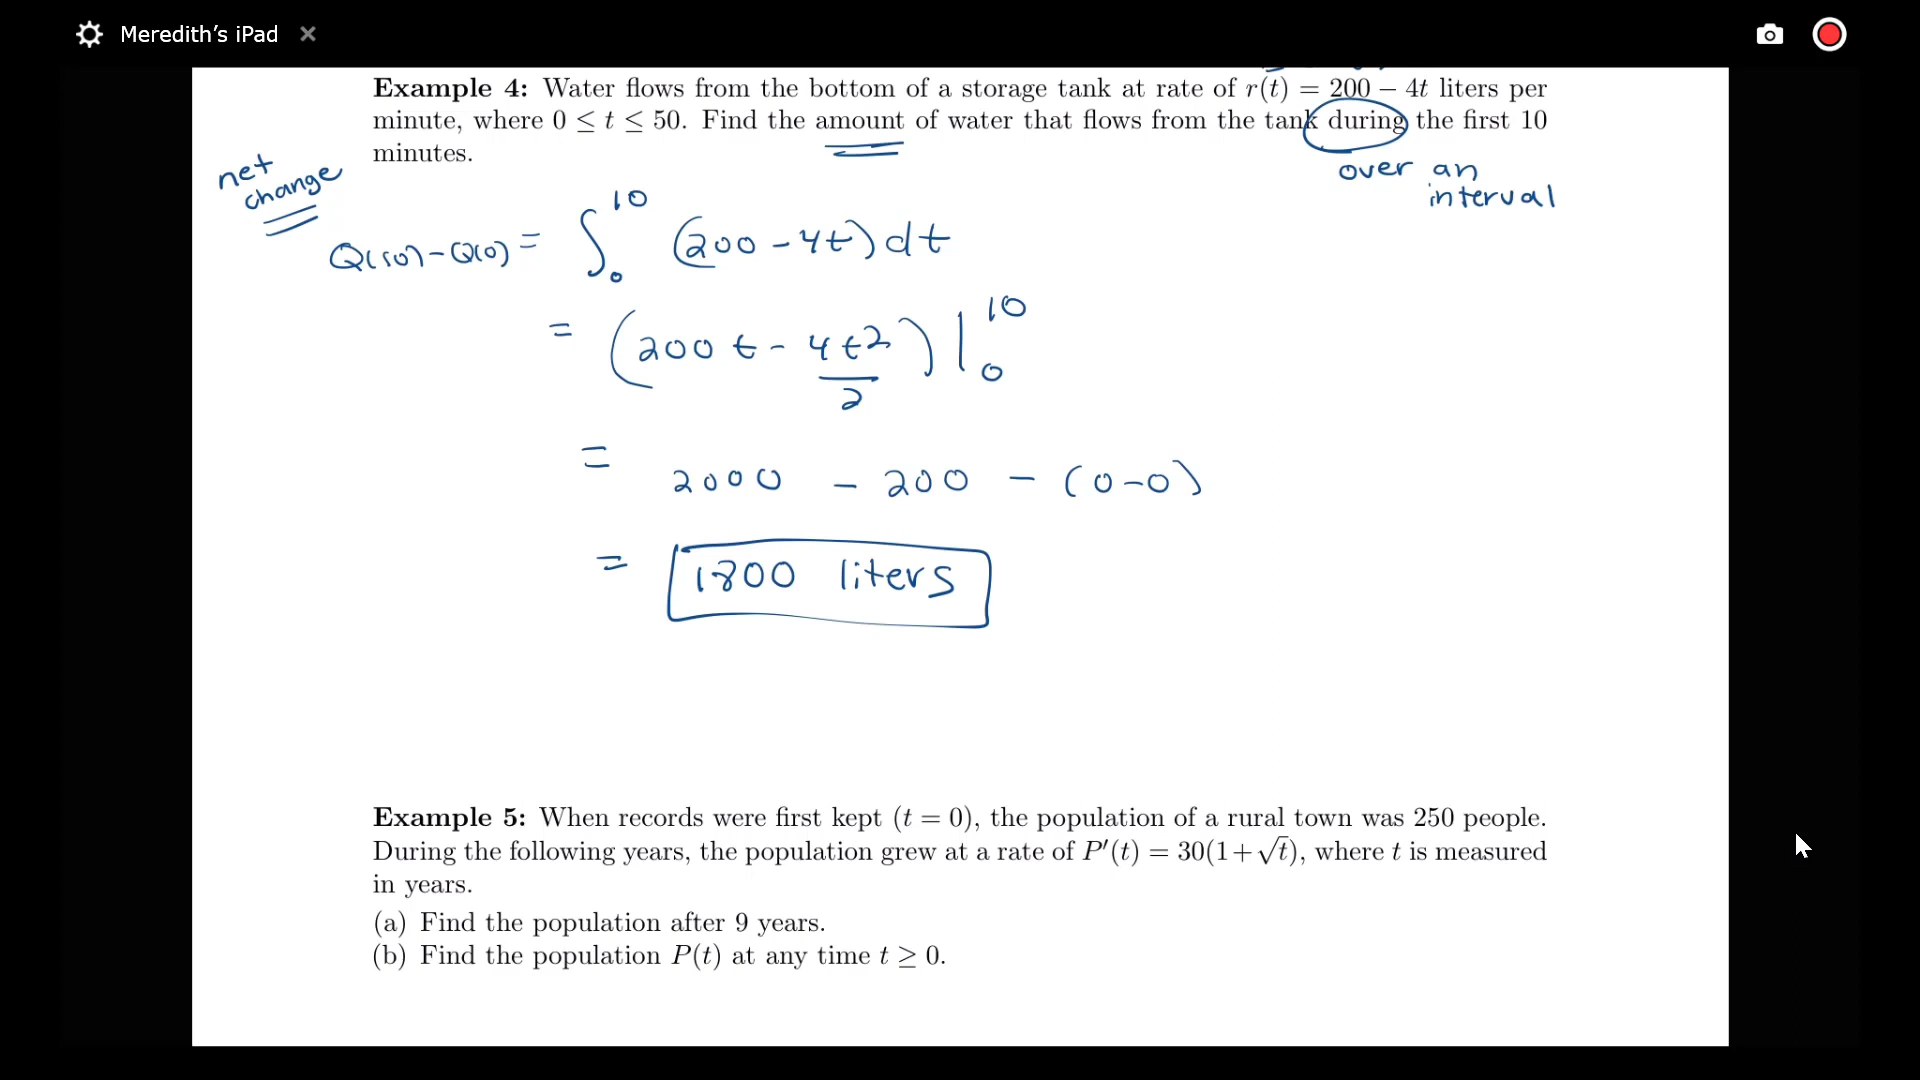 Meredith's iPad
Example 4: Water flows from the bottom of a storage tank at rate of r(t) = 200 − 4t liters per
minute, where 0 ≤ t ≤ 50. Find the amount of water that flows from the tank during the first 10
minutes.
over an
interval
net
change
Q(10)-Q(0) = ∫₀¹⁰ (200 - 4t) dt
= (200t - 4t²/2) |₀¹⁰
= 2000 - 200 - (0-0)
= 1800 liters
Example 5: When records were first kept (t = 0), the population of a rural town was 250 people.
During the following years, the population grew at a rate of P′(t) = 30(1+√t), where t is measured
in years.
(a) Find the population after 9 years.
(b) Find the population P(t) at any time t ≥ 0.